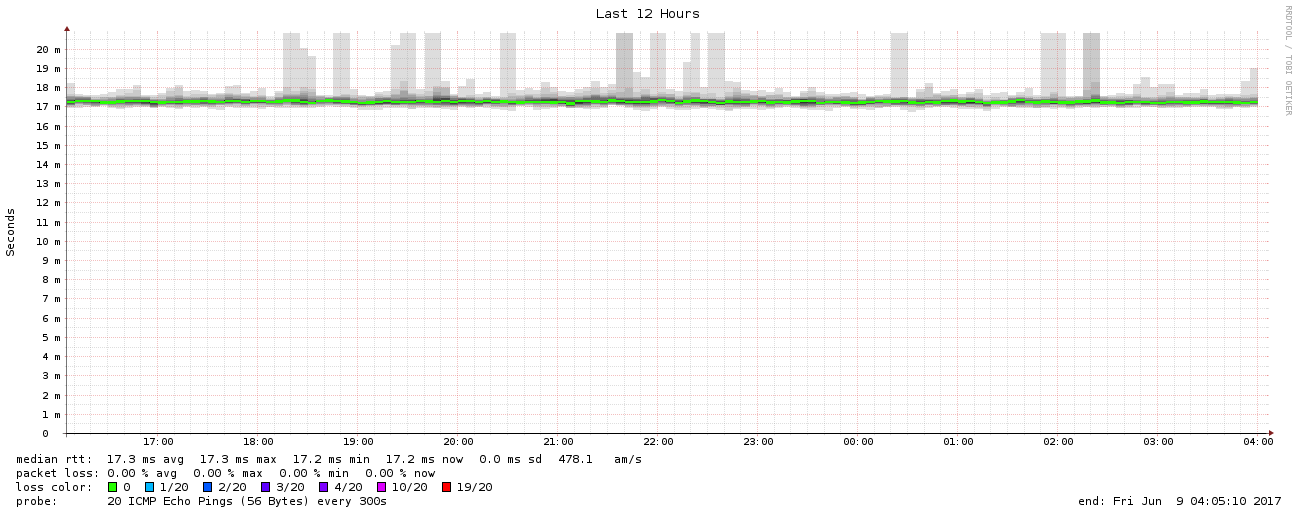 Last 12 Hours
RRDTOOL / TOBI OETIKER
Seconds
20 m
19 m
18 m
17 m
16 m
15 m
14 m
13 m
12 m
11 m
10 m
9 m
8 m
7 m
6 m
5 m
4 m
3 m
2 m
1 m
0
17:00 18:00 19:00 20:00 21:00 22:00 23:00 00:00 01:00 02:00 03:00 04:00
median rtt: 17.3 ms avg 17.3 ms max 17.2 ms min 17.2 ms now 0.0 ms sd 478.1 am/s
packet loss: 0.00 % avg 0.00 % max 0.00 % min 0.00 % now
loss color: 0 1/20 2/20 3/20 4/20 10/20 19/20
probe: 20 ICMP Echo Pings (56 Bytes) every 300s end: Fri Jun 9 04:05:10 2017